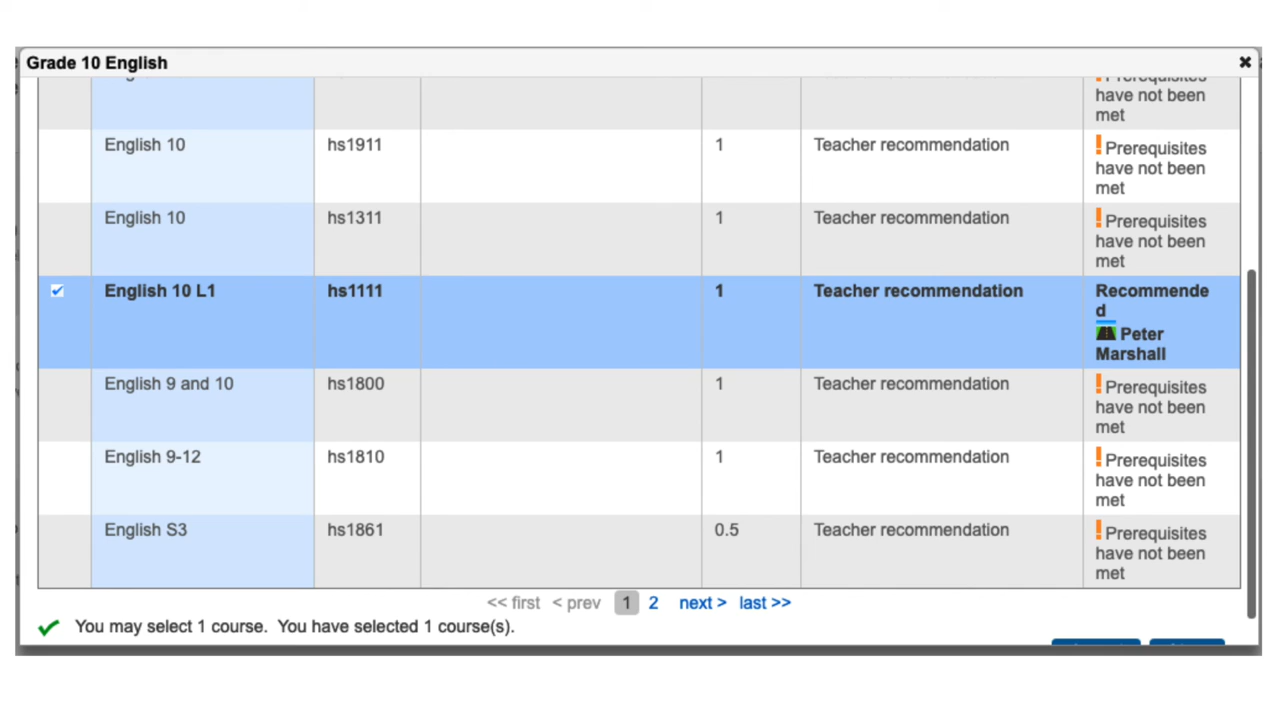 Grade 10 English
Prerequisites
have not been
met
English 10 hs1911 1 Teacher recommendation Prerequisites
have not been
met
English 10 hs1311 1 Teacher recommendation Prerequisites
have not been
met
English 10 L1 hs1111 1 Teacher recommendation Recommende
d
Peter
Marshall
English 9 and 10 hs1800 1 Teacher recommendation Prerequisites
have not been
met
English 9-12 hs1810 1 Teacher recommendation Prerequisites
have not been
met
English S3 hs1861 0.5 Teacher recommendation Prerequisites
have not been
met
<< first < prev 1 2 next > last >>
You may select 1 course. You have selected 1 course(s).